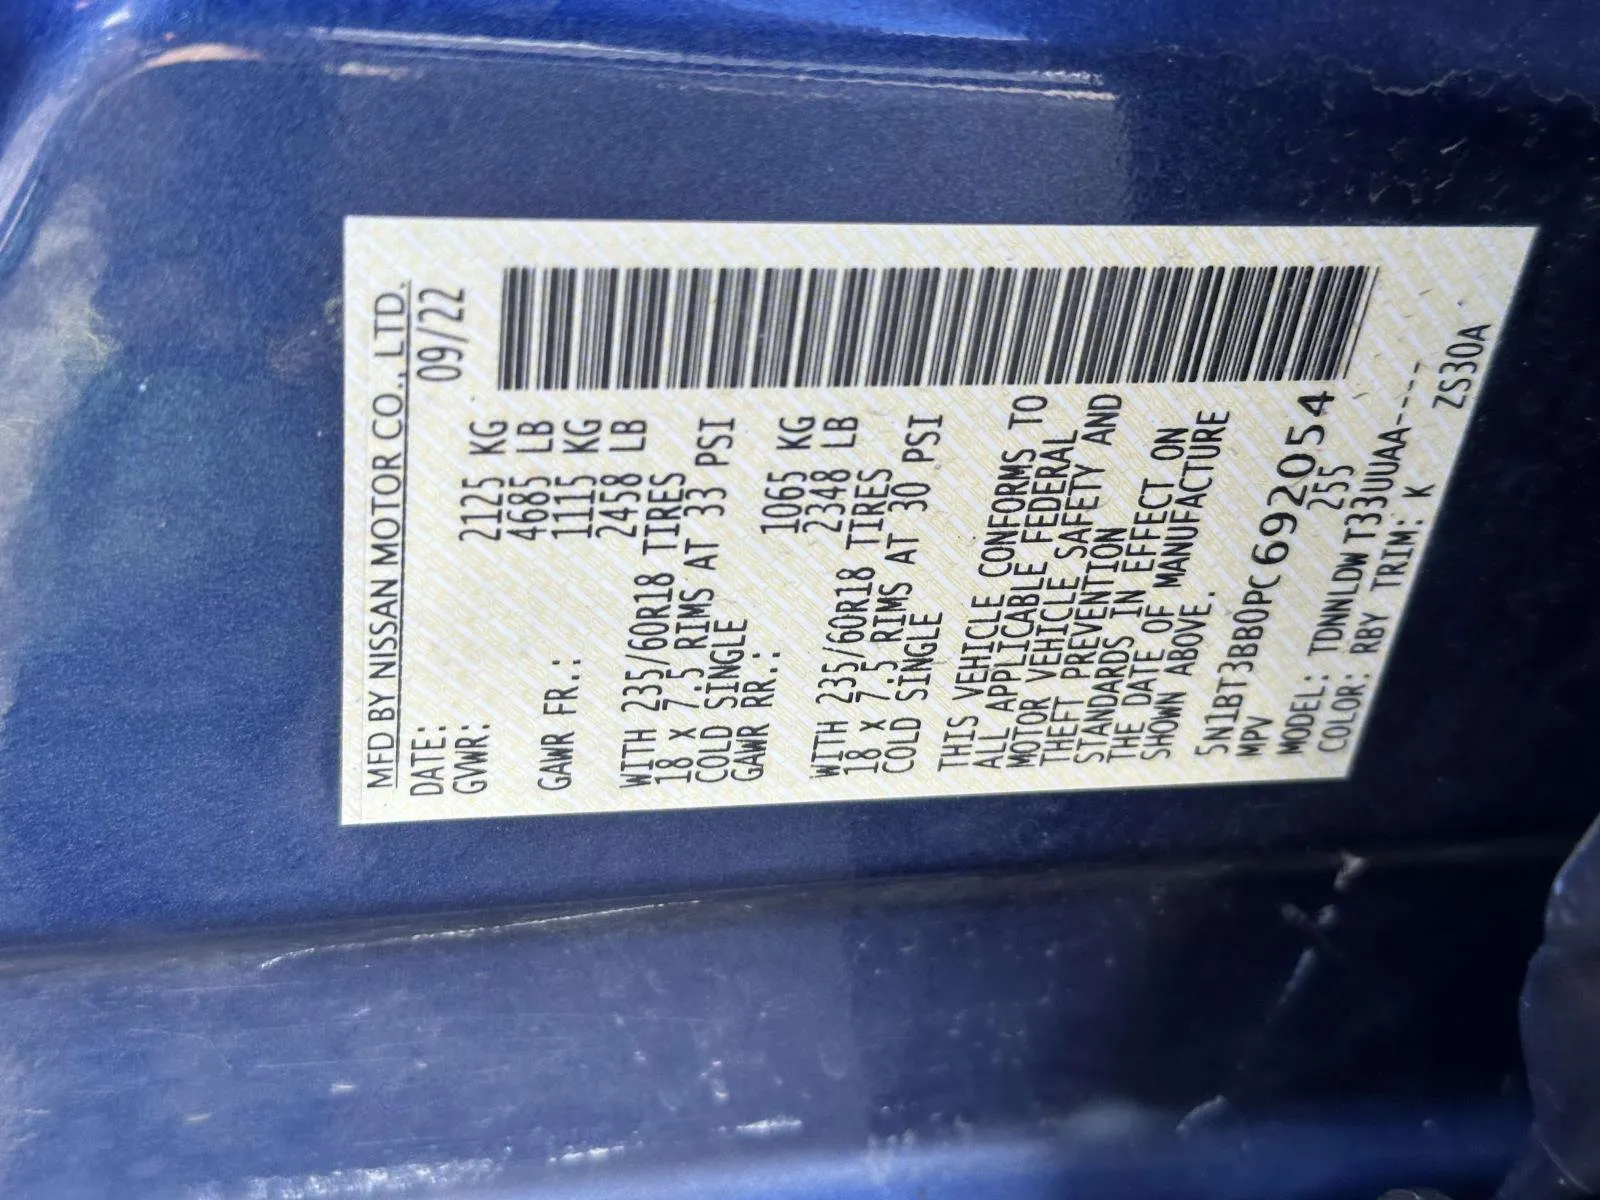 MFD BY NISSAN MOTOR CO., LTD.
DATE: 09/22
GVWR: 2125 KG
4685 LB
GAWR FR.: 1115 KG
2458 LB
WITH 235/60R18 TIRES
18 X 7.5 RIMS AT 33 PSI
COLD SINGLE
GAWR RR.: 1065 KG
2348 LB
WITH 235/60R18 TIRES
18 X 7.5 RIMS AT 30 PSI
COLD SINGLE
THIS VEHICLE CONFORMS TO
ALL APPLICABLE FEDERAL
MOTOR VEHICLE SAFETY AND
THEFT PREVENTION
STANDARDS IN EFFECT ON
THE DATE OF MANUFACTURE
SHOWN ABOVE.
5N1BT3BB0PC692054
MPV 255
MODEL: TDNNLDWT33UUAA----
COLOR: RBY TRIM: K ZS30A